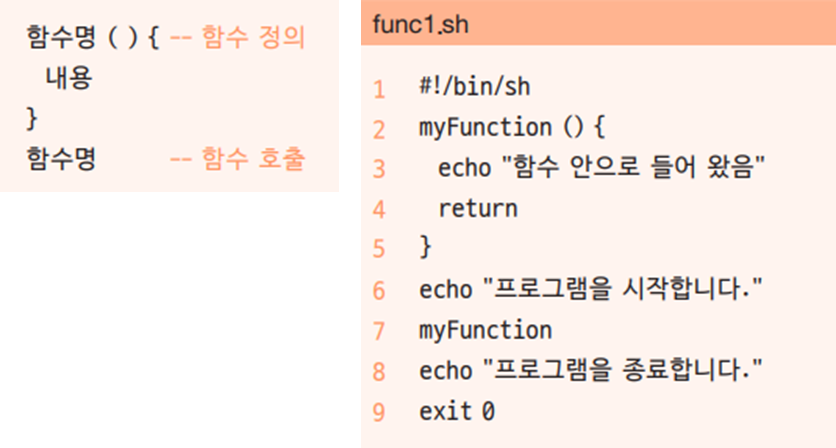 함수명 ( ) { -- 함수 정의
내용
}
함수명 -- 함수 호출
func1.sh
1 #!/bin/sh
2 myFunction () {
3 echo "함수 안으로 들어 왔음"
4 return
5 }
6 echo "프로그램을 시작합니다."
7 myFunction
8 echo "프로그램을 종료합니다."
9 exit 0